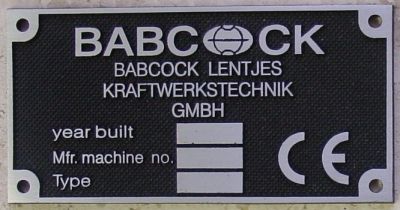 BABCOCK
BABCOCK LENTJES
KRAFTWERKSTECHNIK
GMBH
year built
Mfr. machine no.
Type
CE